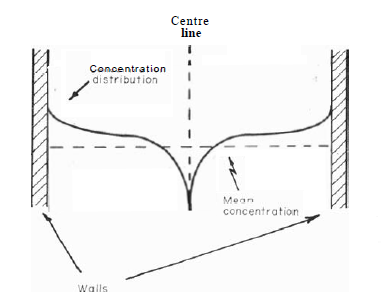 Centre
line
Concentration
distribution
Mean
concentration
Walls